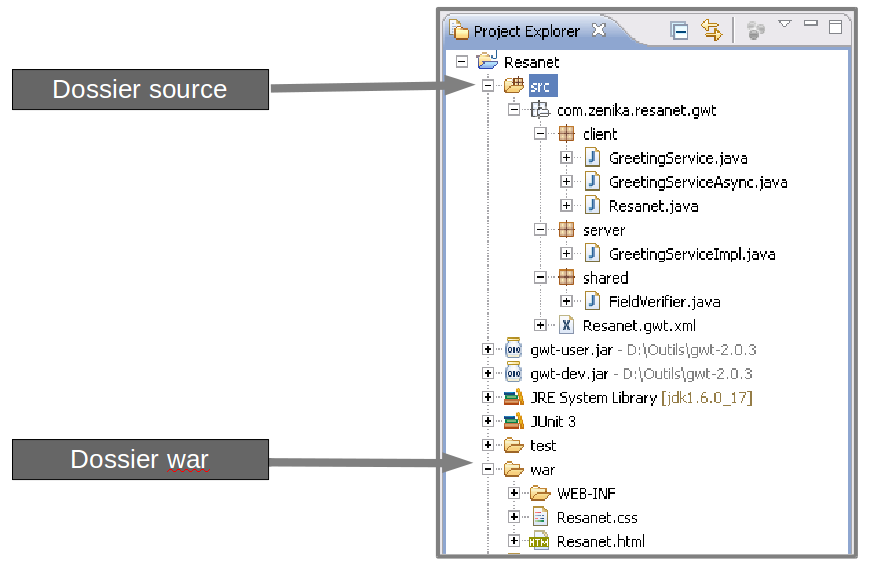 Project Explorer
Resanet
Dossier source
src
com.zenika.resanet.gwt
client
GreetingService.java
GreetingServiceAsync.java
Resanet.java
server
GreetingServiceImpl.java
shared
FieldVerifier.java
Resanet.gwt.xml
gwt-user.jar - D:\Outils\gwt-2.0.3
gwt-dev.jar - D:\Outils\gwt-2.0.3
JRE System Library [jdk1.6.0_17]
JUnit 3
test
Dossier war
war
WEB-INF
Resanet.css
Resanet.html